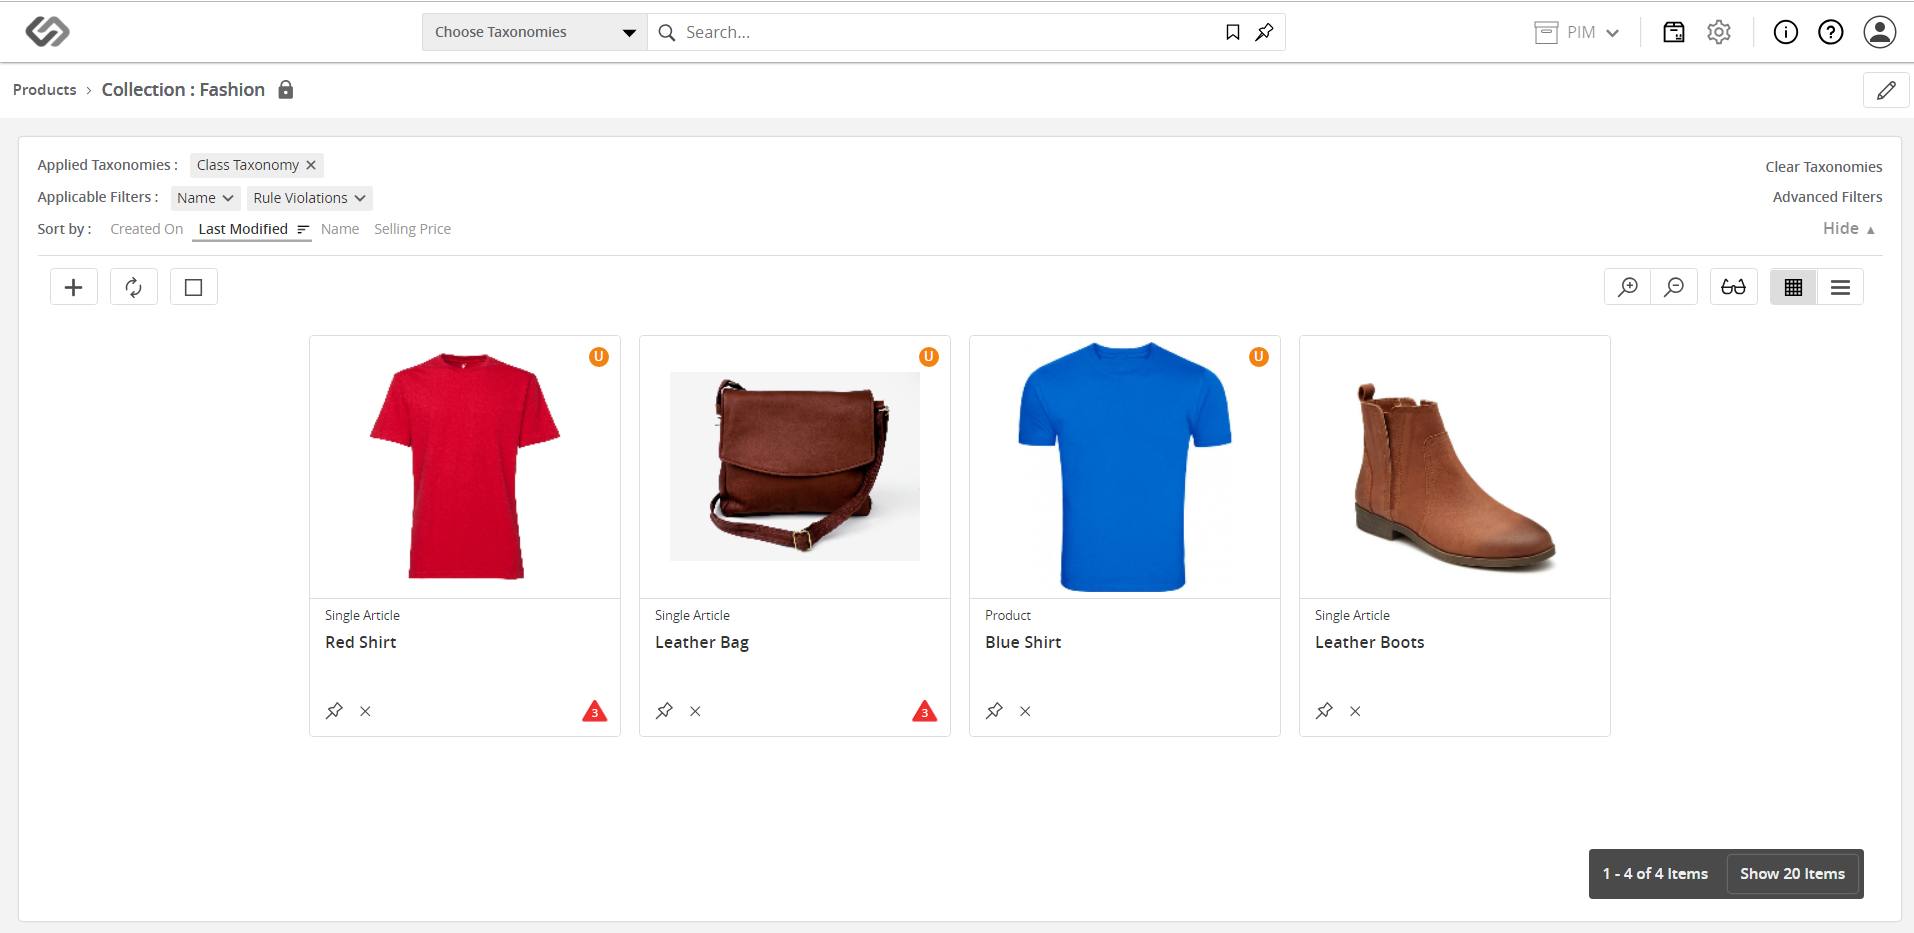 Choose Taxonomies Search... PIM
Products › Collection : Fashion
Applied Taxonomies : Class Taxonomy ✕ Clear Taxonomies
Applicable Filters : Name Rule Violations Advanced Filters
Sort by : Created On Last Modified Name Selling Price Hide ▲
U U U
Single Article
Red Shirt
3
Single Article
Leather Bag
3
Product
Blue Shirt
Single Article
Leather Boots
1 - 4 of 4 Items Show 20 Items